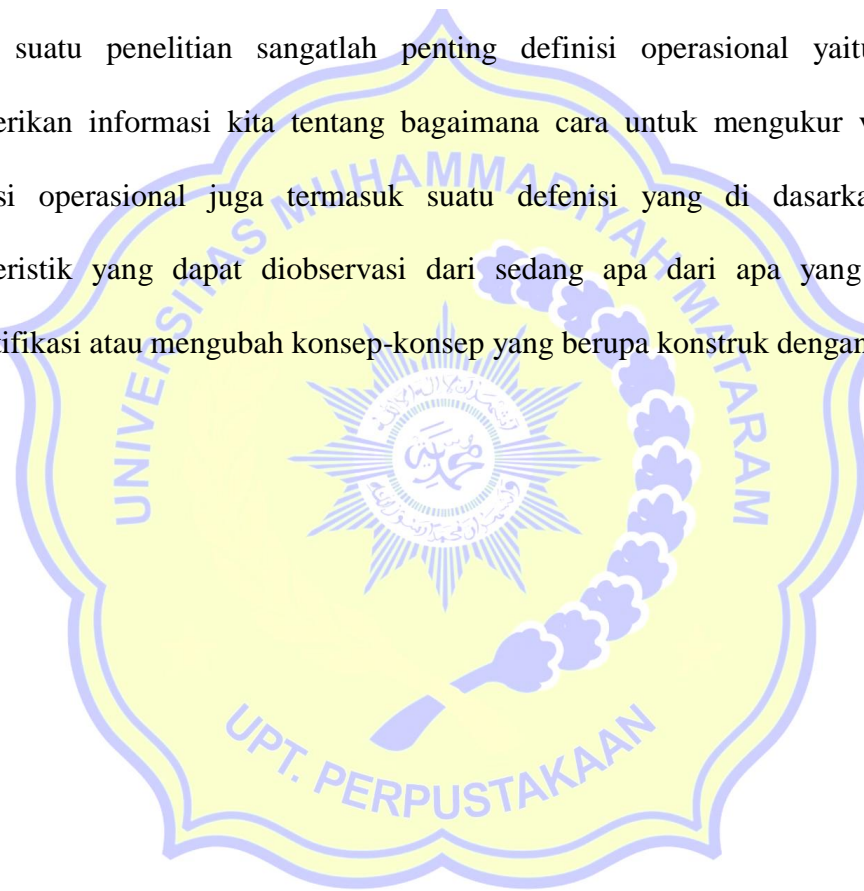 suatu penelitian sangatlah penting definisi operasional yaitu
erikan informasi kita tentang bagaimana cara untuk mengukur v
si operasional juga termasuk suatu defenisi yang di dasarka
eristik yang dapat diobservasi dari sedang apa dari apa yang
tifikasi atau mengubah konsep-konsep yang berupa konstruk dengan
UNIVERSITAS MUHAMMADIYAH MATARAM
UPT. PERPUSTAKAAN